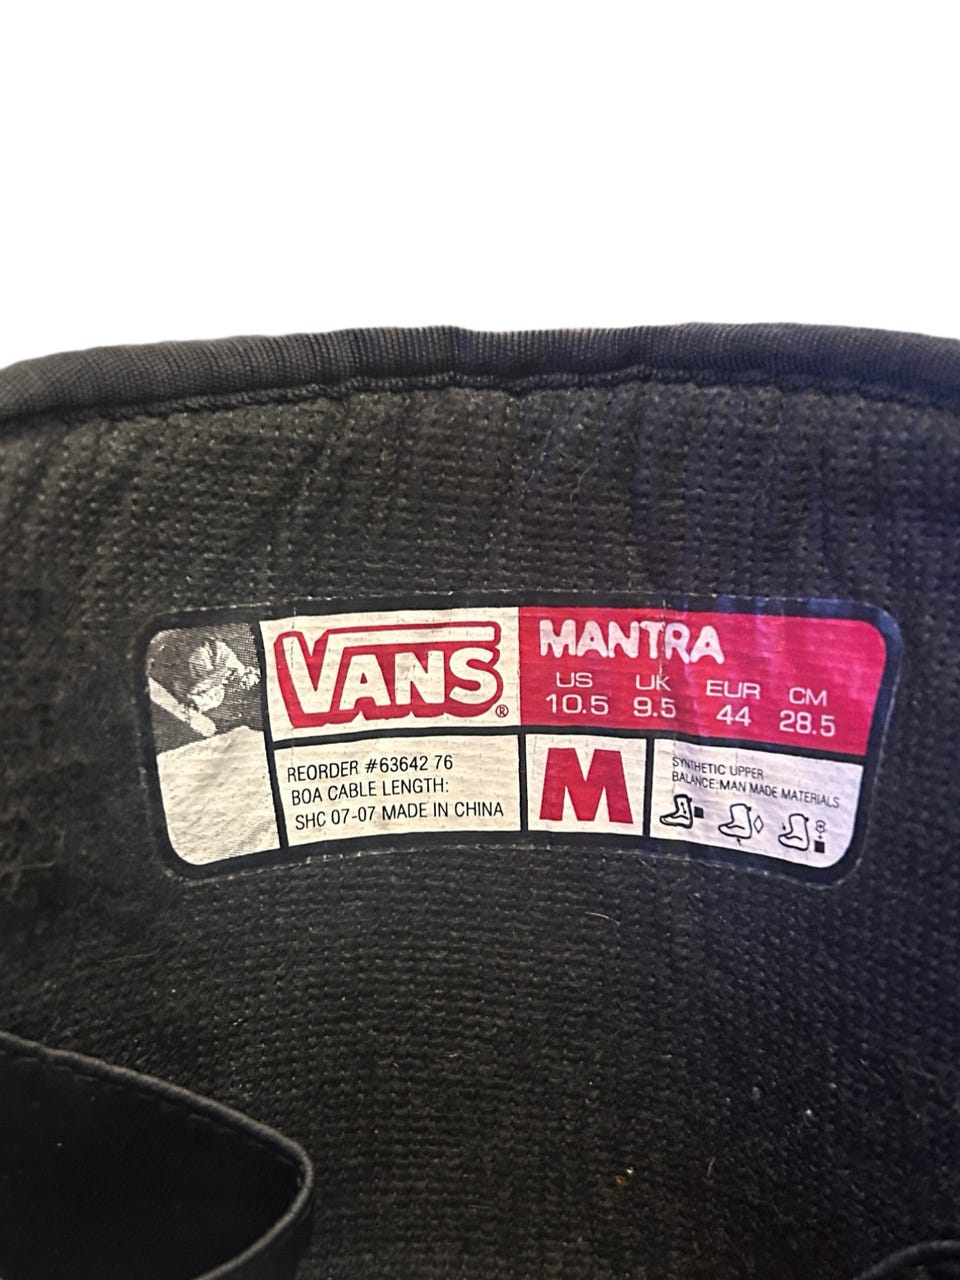 VANS®
MANTRA
US UK EUR CM
10.5 9.5 44 28.5
REORDER #63642 76
BOA CABLE LENGTH:
SHC 07-07 MADE IN CHINA
M
SYNTHETIC UPPER
BALANCE:MAN MADE MATERIALS